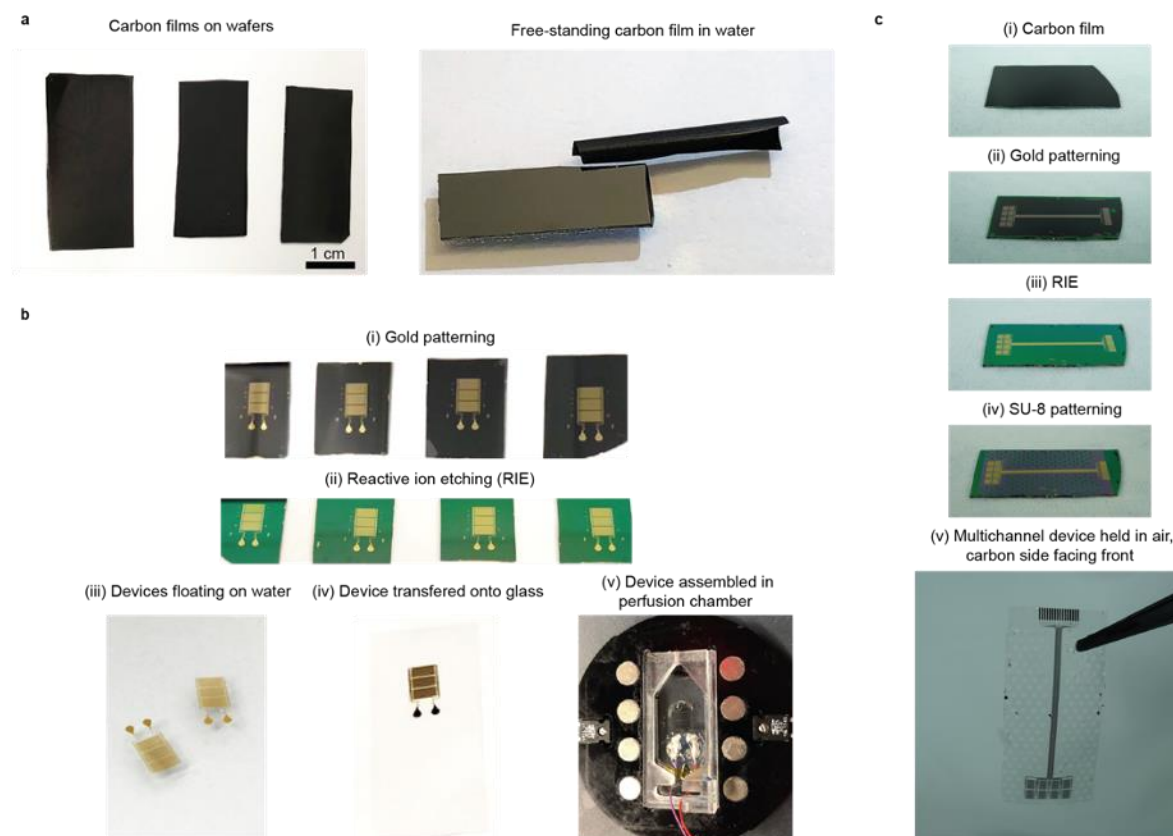 a
Carbon films on wafers
Free-standing carbon film in water
1 cm
b
(i) Gold patterning
(ii) Reactive ion etching (RIE)
(iii) Devices floating on water
(iv) Device transfered onto glass
(v) Device assembled in
perfusion chamber
c
(i) Carbon film
(ii) Gold patterning
(iii) RIE
(iv) SU-8 patterning
(v) Multichannel device held in air,
carbon side facing front